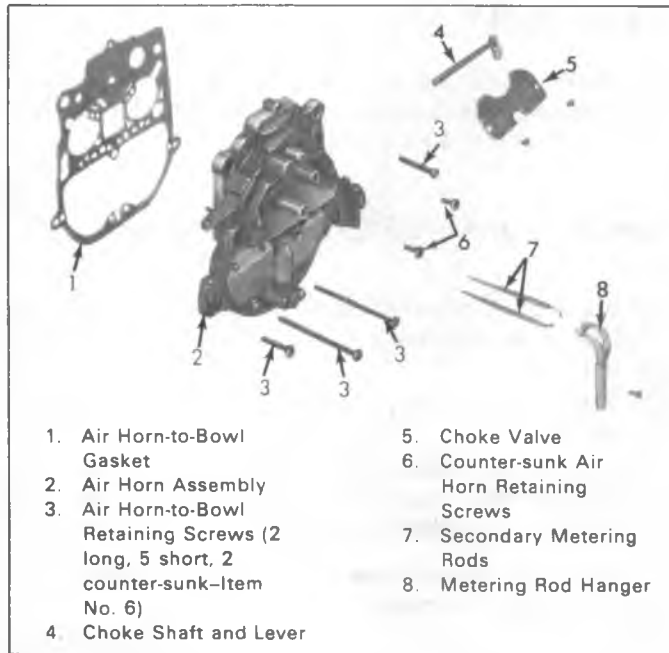 4
5
3
6
7
8
1
2
3
3
3
1. Air Horn-to-Bowl
Gasket
2. Air Horn Assembly
3. Air Horn-to-Bowl
Retaining Screws (2
long, 5 short, 2
counter-sunk–Item
No. 6)
4. Choke Shaft and Lever
5. Choke Valve
6. Counter-sunk Air
Horn Retaining
Screws
7. Secondary Metering
Rods
8. Metering Rod Hanger